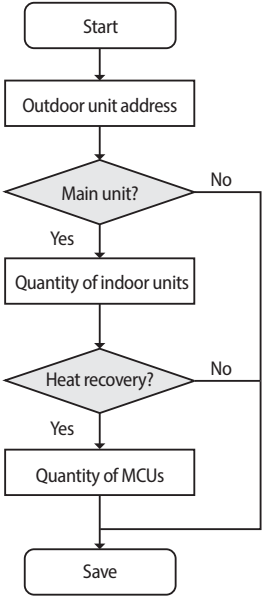 Start
Outdoor unit address
Main unit?
No
Yes
Quantity of indoor units
Heat recovery?
No
Yes
Quantity of MCUs
Save